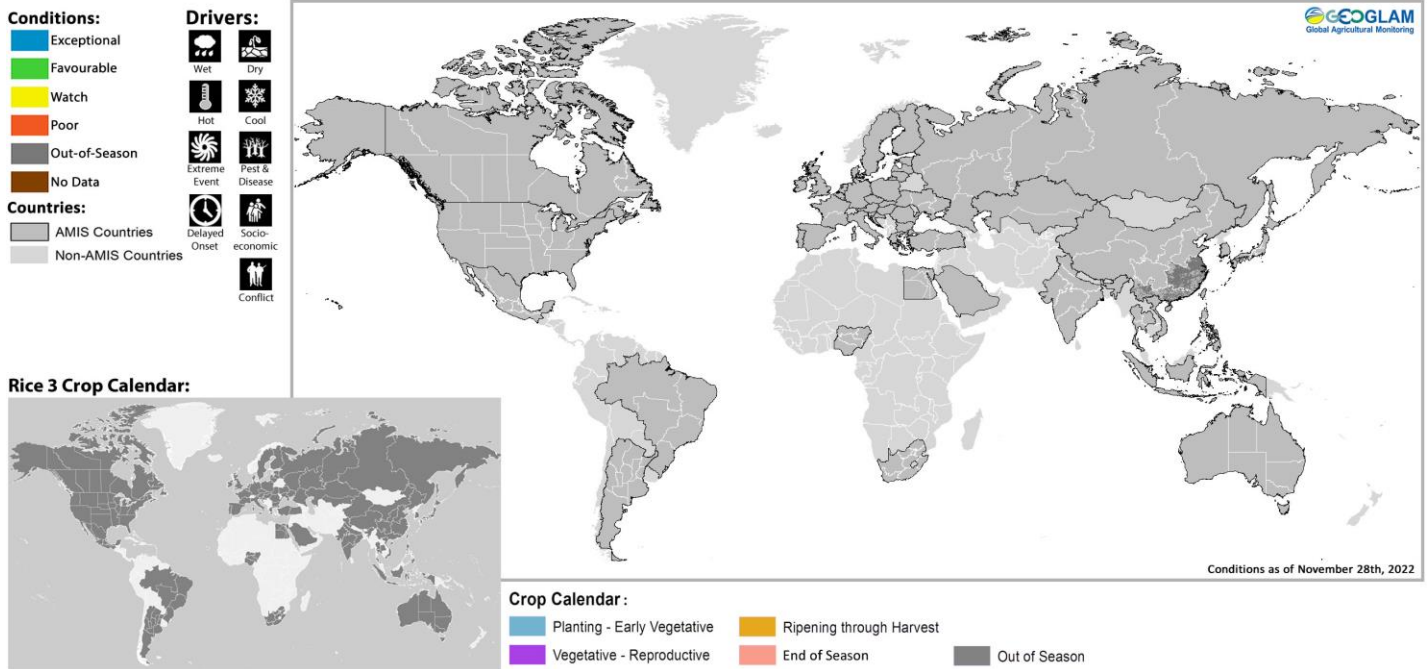 Conditions:
Exceptional
Favourable
Watch
Poor
Out-of-Season
No Data
Countries:
AMIS Countries
Non-AMIS Countries
Drivers:
Wet
Dry
Hot
Cool
Extreme
Event
Pest &
Disease
Delayed
Onset
Socio-
economic
Conflict
GEOGLAM
Global Agricultural Monitoring
Conditions as of November 28th, 2022
Rice 3 Crop Calendar:
Crop Calendar :
Planting - Early Vegetative
Ripening through Harvest
Vegetative - Reproductive
End of Season
Out of Season